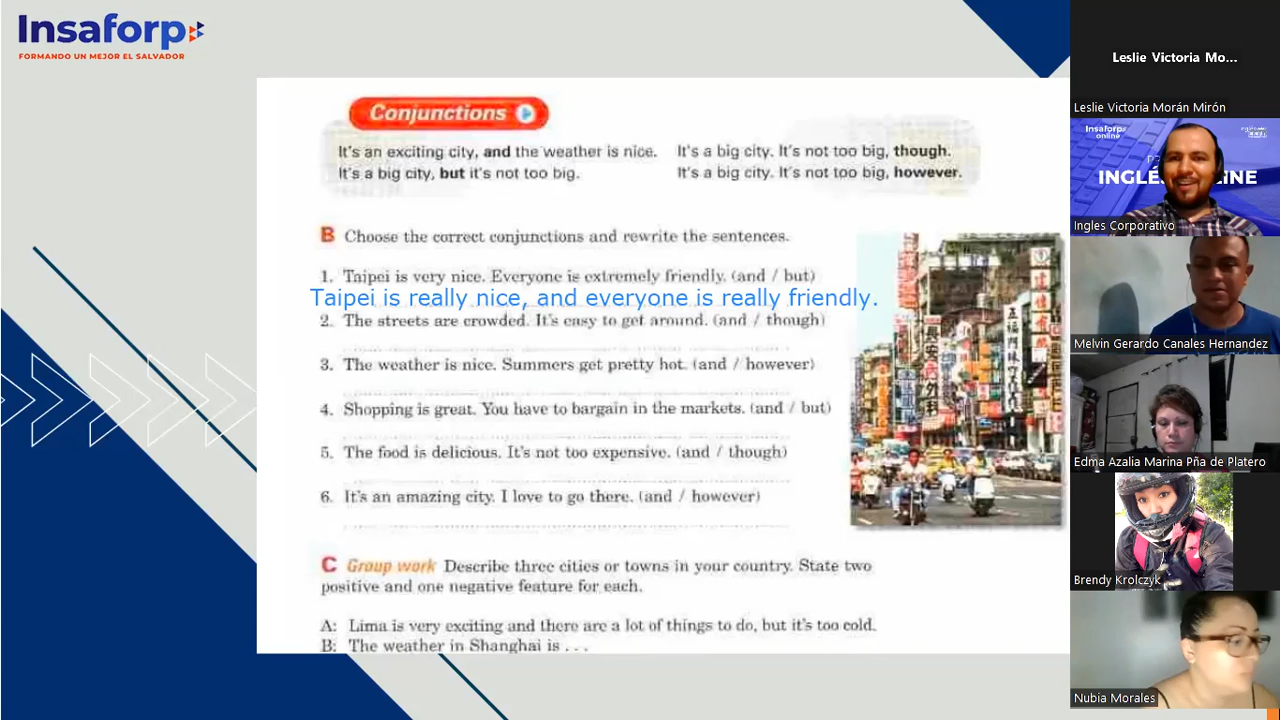 Insaforp
FORMANDO UN MEJOR EL SALVADOR
Conjunctions
It's an exciting city, and the weather is nice.
It's a big city, but it's not too big.
It's a big city. It's not too big, though.
It's a big city. It's not too big, however.
B Choose the correct conjunctions and rewrite the sentences.
1. Taipei is very nice. Everyone is extremely friendly. (and / but)
Taipei is really nice, and everyone is really friendly.
2. The streets are crowded. It's easy to get around. (and / though)
3. The weather is nice. Summers get pretty hot. (and / however)
4. Shopping is great. You have to bargain in the markets. (and / but)
5. The food is delicious. It's not too expensive. (and / though)
6. It's an amazing city. I love to go there. (and / however)
C Group work Describe three cities or towns in your country. State two
positive and one negative feature for each.
A: Lima is very exciting and there are a lot of things to do, but it's too cold.
B: The weather in Shanghai is . . .
Leslie Victoria Mo...
Leslie Victoria Morán Mirón
Insaforp
online
INGLÉS ONLINE
Ingles Corporativo
Melvin Gerardo Canales Hernandez
Edma Azalia Marina Pña de Platero
Brendy Krolczyk
Nubia Morales